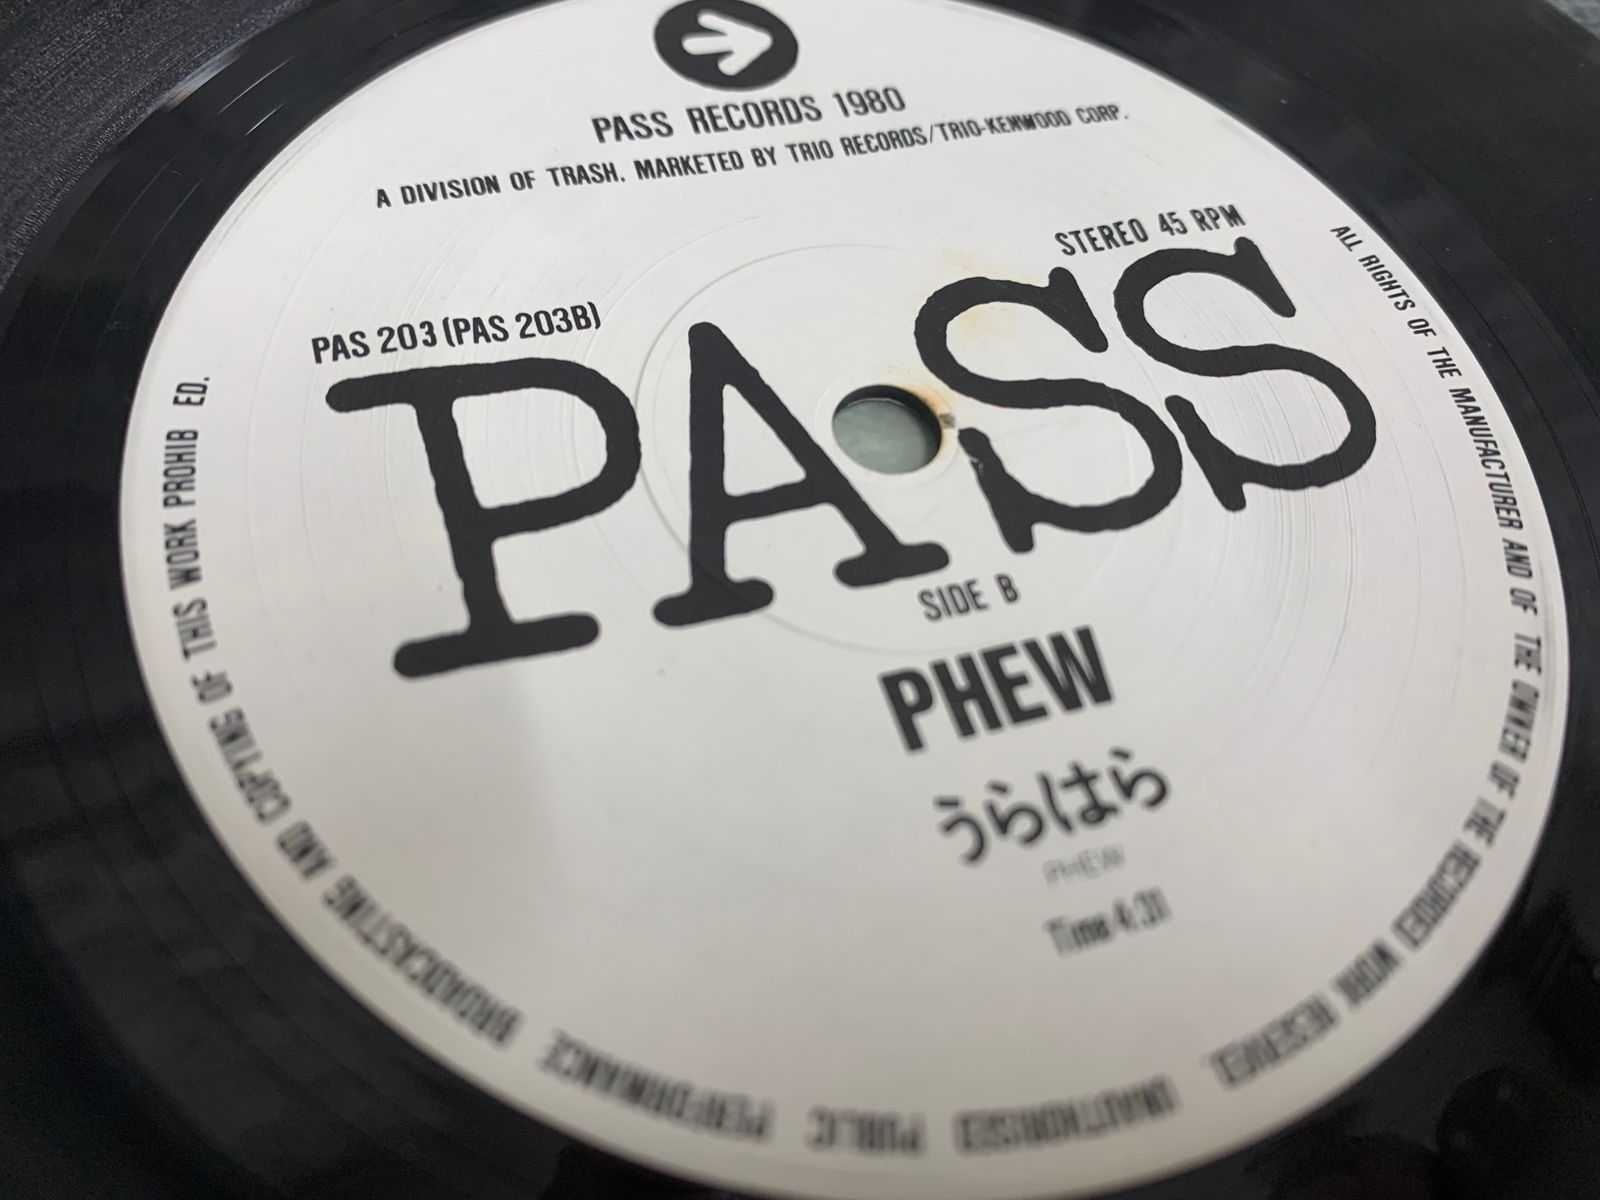 PASS RECORDS 1980
A DIVISION OF TRASH. MARKETED BY TRIO RECORDS/TRIO-KENWOOD CORP.
STEREO 45 RPM
PAS 203 (PAS 203B)
PASS
SIDE B
PHEW
うらはら
PHEW
Time 4:31
ALL RIGHTS OF THE MANUFACTURER AND OF THE OWNER OF THE RECORDED WORK RESERVED. UNAUTHORISED PUBLIC PERFORMANCE BROADCASTING AND COPYING OF THIS WORK PROHIB ED.